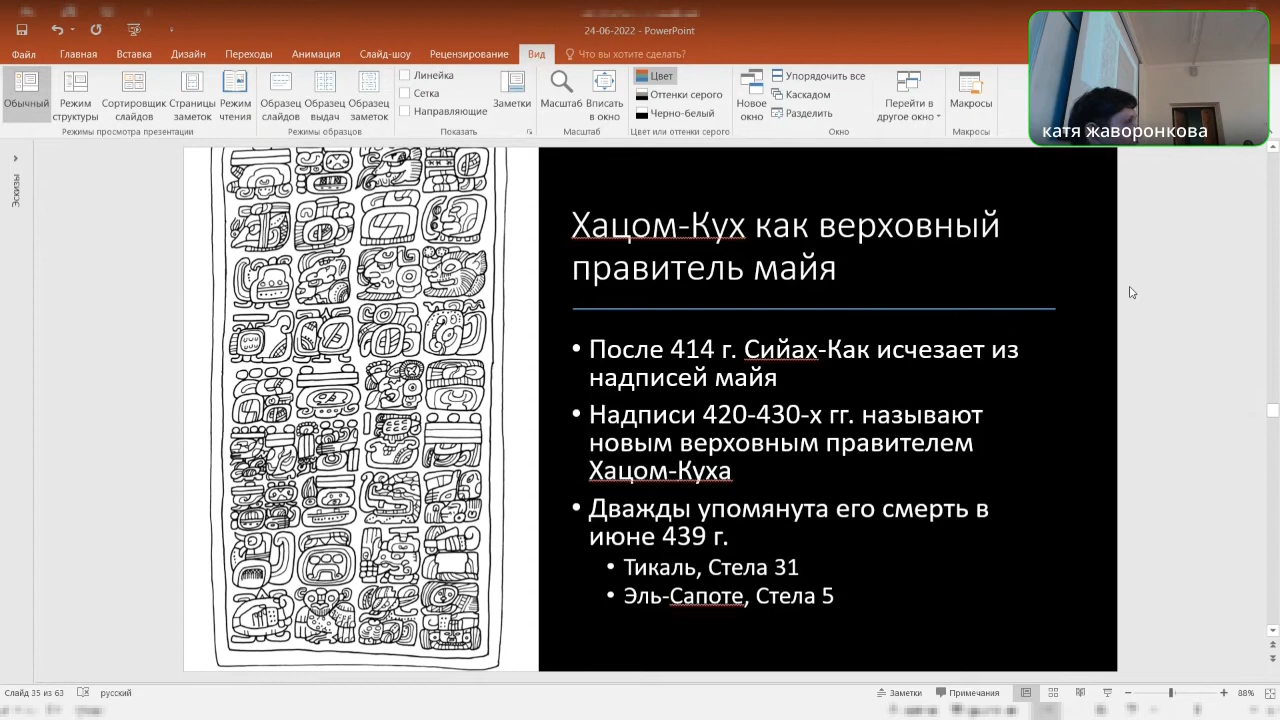 24-06-2022 - PowerPoint
Файл Главная Вставка Дизайн Переходы Анимация Слайд-шоу Рецензирование Вид Что вы хотите сделать?
Обычный
Режим структуры
Сортировщик слайдов
Страницы заметок
Режим чтения
Режимы просмотра презентации
Образец слайдов
Образец выдач
Образец заметок
Режимы образцов
Линейка
Сетка
Направляющие
Показать
Заметки
Масштаб
Вписать в окно
Масштаб
Цвет
Оттенки серого
Черно-белый
Цвет или оттенки серого
Новое окно
Упорядочить все
Каскадом
Разделить
Перейти в другое окно
Окно
Макросы
Макросы
катя жаворонкова
Эскизы
Хацом-Кух как верховный
правитель майя
• После 414 г. Сийах-Как исчезает из
надписей майя
• Надписи 420-430-х гг. называют
новым верховным правителем
Хацом-Куха
• Дважды упомянута его смерть в
июне 439 г.
• Тикаль, Стела 31
• Эль-Сапоте, Стела 5
Слайд 35 из 63 русский Заметки Примечания 88%